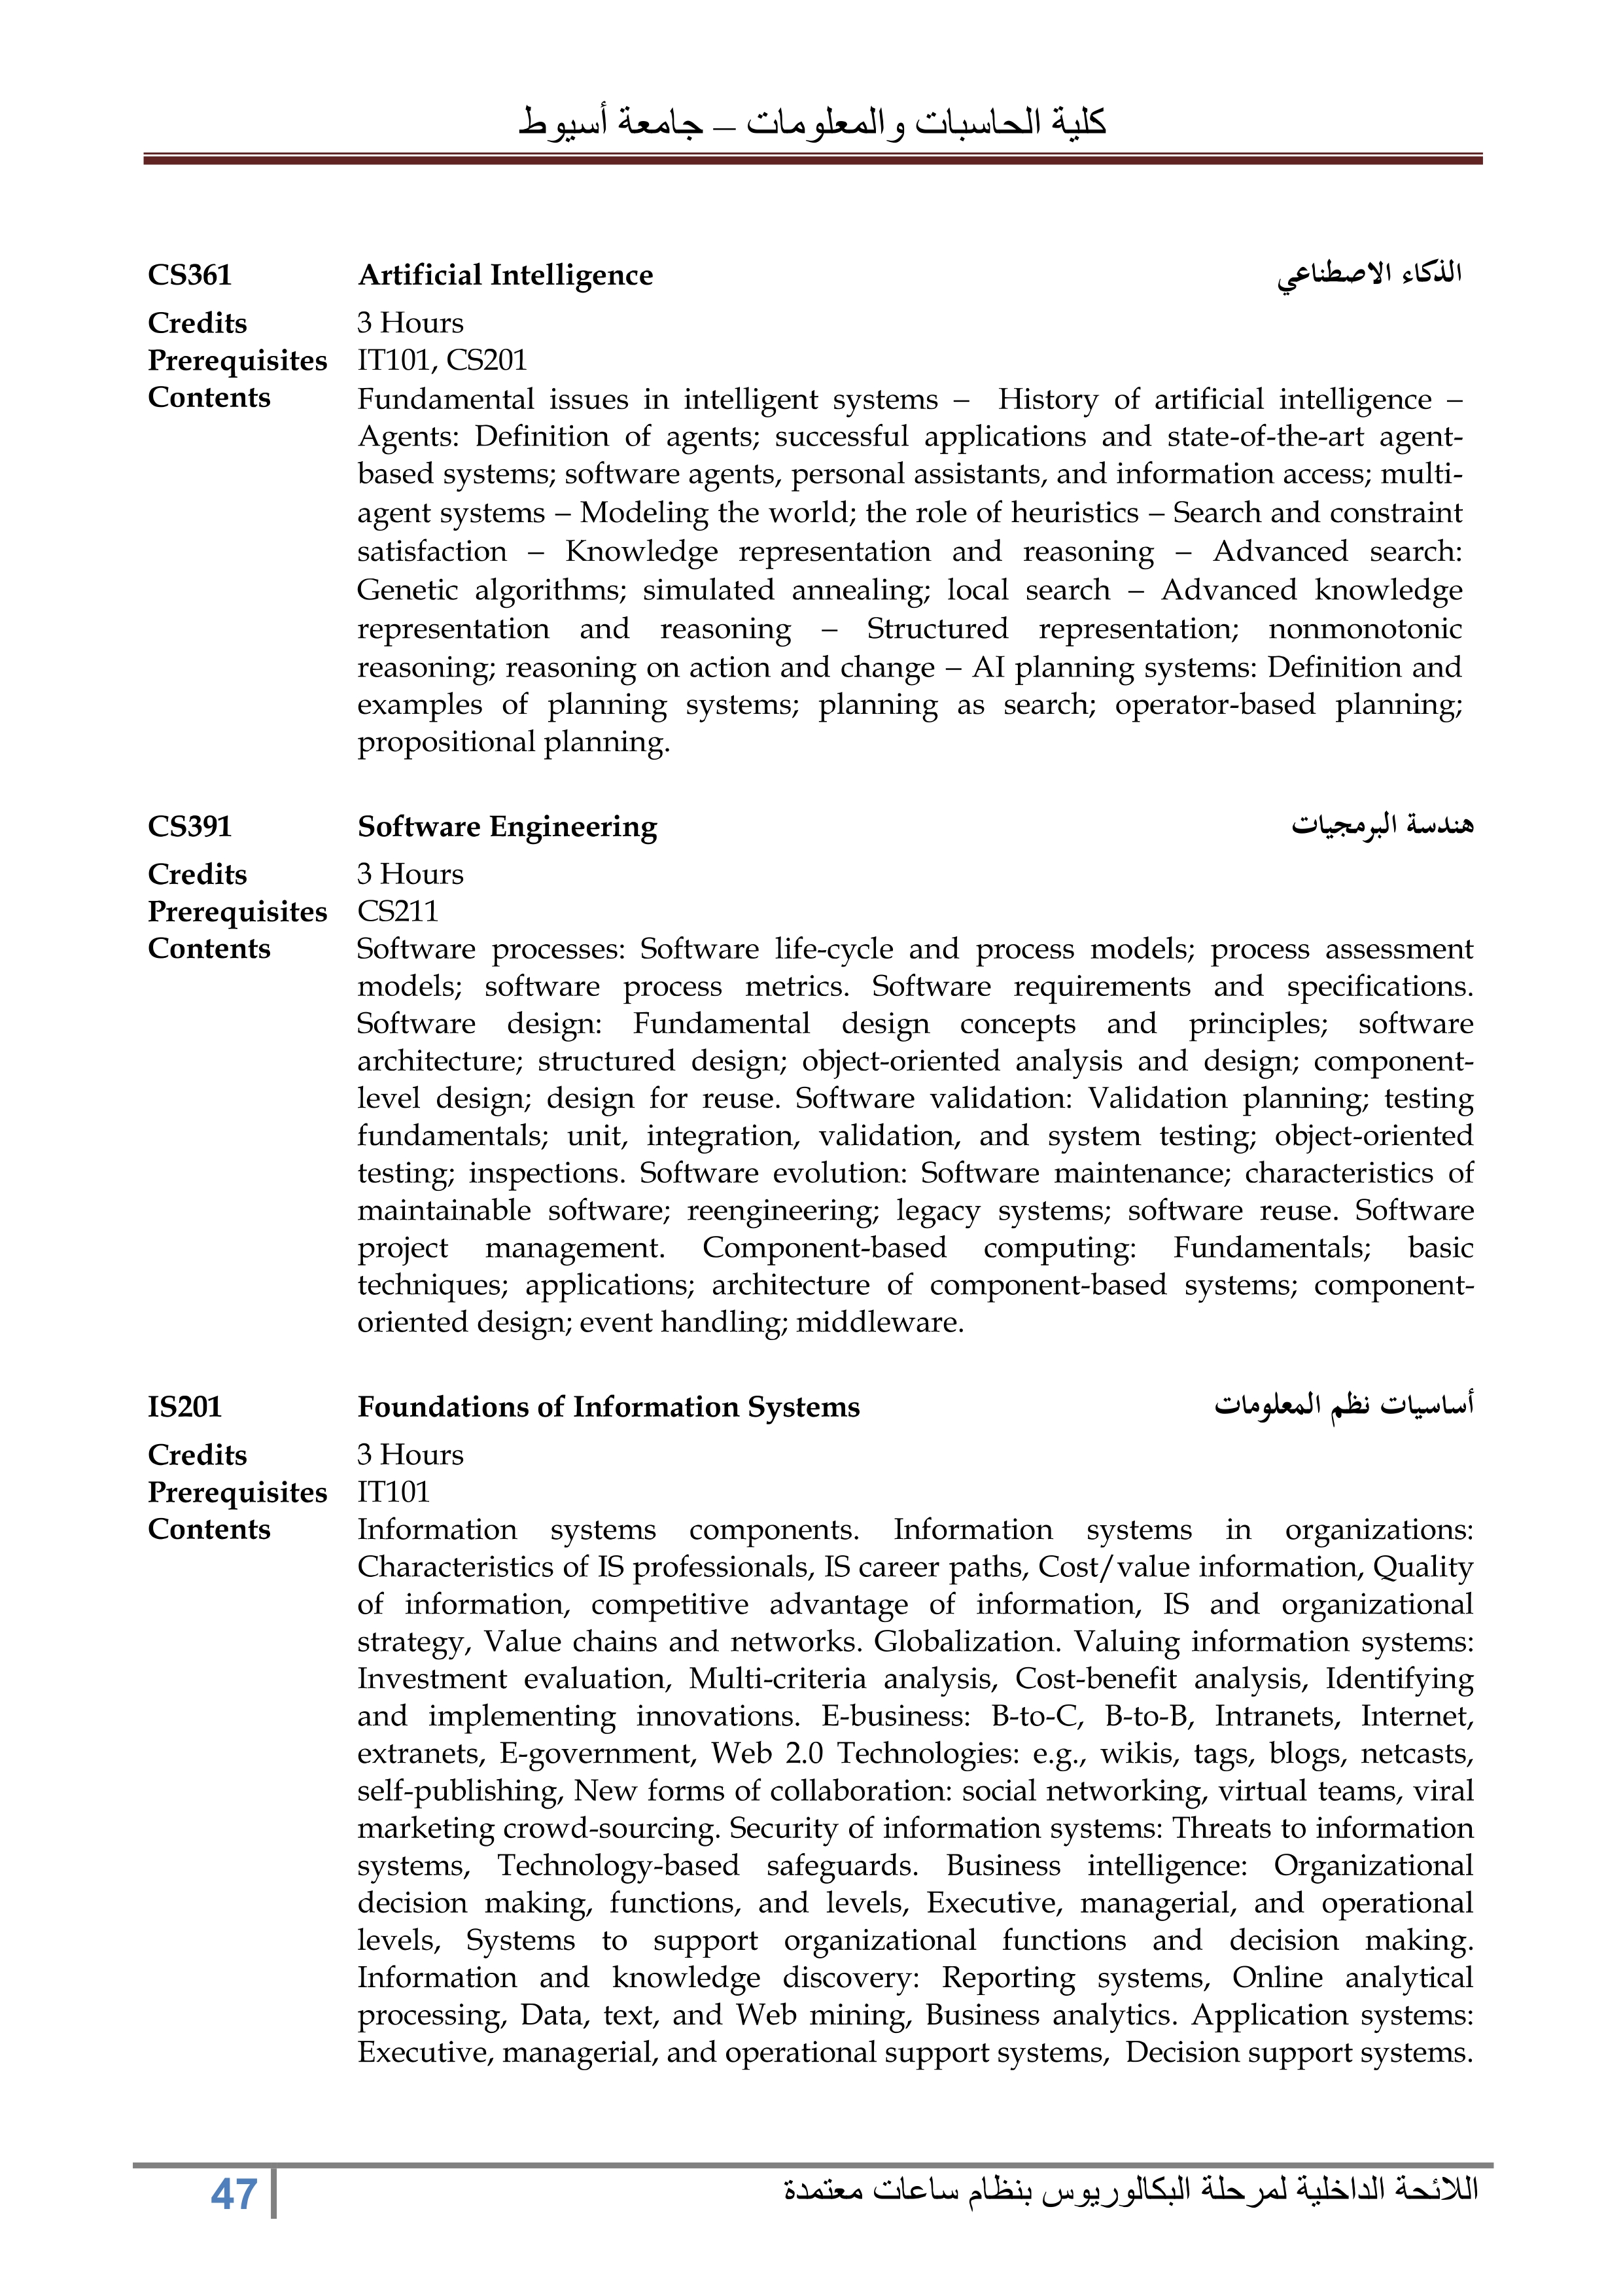 كلية الحاسبات والمعلومات – جامعة أسيوط
CS361 Artificial Intelligence الذكاء الاصطناعي
Credits 3 Hours
Prerequisites IT101, CS201
Contents Fundamental issues in intelligent systems – History of artificial intelligence –
Agents: Definition of agents; successful applications and state-of-the-art agent-
based systems; software agents, personal assistants, and information access; multi-
agent systems – Modeling the world; the role of heuristics – Search and constraint
satisfaction – Knowledge representation and reasoning – Advanced search:
Genetic algorithms; simulated annealing; local search – Advanced knowledge
representation and reasoning – Structured representation; nonmonotonic
reasoning; reasoning on action and change – AI planning systems: Definition and
examples of planning systems; planning as search; operator-based planning;
propositional planning.
CS391 Software Engineering هندسة البرمجيات
Credits 3 Hours
Prerequisites CS211
Contents Software processes: Software life-cycle and process models; process assessment
models; software process metrics. Software requirements and specifications.
Software design: Fundamental design concepts and principles; software
architecture; structured design; object-oriented analysis and design; component-
level design; design for reuse. Software validation: Validation planning; testing
fundamentals; unit, integration, validation, and system testing; object-oriented
testing; inspections. Software evolution: Software maintenance; characteristics of
maintainable software; reengineering; legacy systems; software reuse. Software
project management. Component-based computing: Fundamentals; basic
techniques; applications; architecture of component-based systems; component-
oriented design; event handling; middleware.
IS201 Foundations of Information Systems أساسيات نظم المعلومات
Credits 3 Hours
Prerequisites IT101
Contents Information systems components. Information systems in organizations:
Characteristics of IS professionals, IS career paths, Cost/value information, Quality
of information, competitive advantage of information, IS and organizational
strategy, Value chains and networks. Globalization. Valuing information systems:
Investment evaluation, Multi-criteria analysis, Cost-benefit analysis, Identifying
and implementing innovations. E-business: B-to-C, B-to-B, Intranets, Internet,
extranets, E-government, Web 2.0 Technologies: e.g., wikis, tags, blogs, netcasts,
self-publishing, New forms of collaboration: social networking, virtual teams, viral
marketing crowd-sourcing. Security of information systems: Threats to information
systems, Technology-based safeguards. Business intelligence: Organizational
decision making, functions, and levels, Executive, managerial, and operational
levels, Systems to support organizational functions and decision making.
Information and knowledge discovery: Reporting systems, Online analytical
processing, Data, text, and Web mining, Business analytics. Application systems:
Executive, managerial, and operational support systems, Decision support systems.
47 اللائحة الداخلية لمرحلة البكالوريوس بنظام ساعات معتمدة